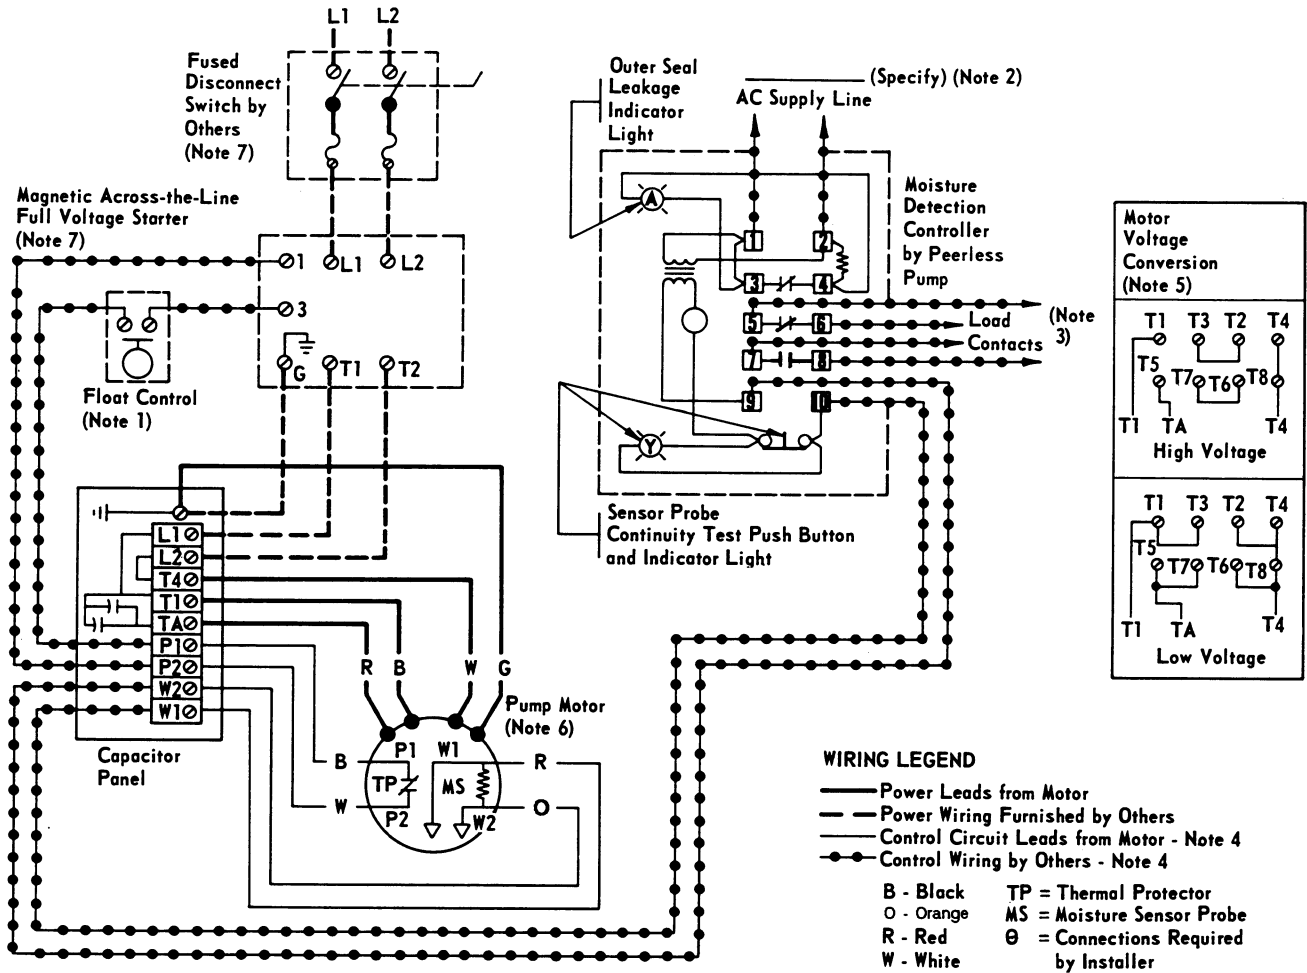 L1 L2
Fused
Disconnect
Switch by
Others
(Note 7)
Magnetic Across-the-Line
Full Voltage Starter
(Note 7)
1 L1 L2
3
G T1 T2
Float Control
(Note 1)
Outer Seal
Leakage
Indicator
Light
(Specify) (Note 2)
AC Supply Line
A
Moisture
Detection
Controller
by Peerless
Pump
1 2
3 4
5 6
7 8
9 10
Load
Contacts
(Note
3)
Y
Sensor Probe
Continuity Test Push Button
and Indicator Light
Motor
Voltage
Conversion
(Note 5)
T1 T3 T2 T4
T5 T7 T6 T8
T1 TA T4
High Voltage
T1 T3 T2 T4
T5 T7 T6 T8
T1 TA T4
Low Voltage
L1
L2
T4
T1
TA
P1
P2
W2
W1
Capacitor
Panel
R B W G
Pump Motor
(Note 6)
P1 W1
B TP MS R
W P2 W2 O
WIRING LEGEND
Power Leads from Motor
Power Wiring Furnished by Others
Control Circuit Leads from Motor - Note 4
Control Wiring by Others - Note 4
B - Black
O - Orange
R - Red
W - White
TP = Thermal Protector
MS = Moisture Sensor Probe
θ = Connections Required
by Installer